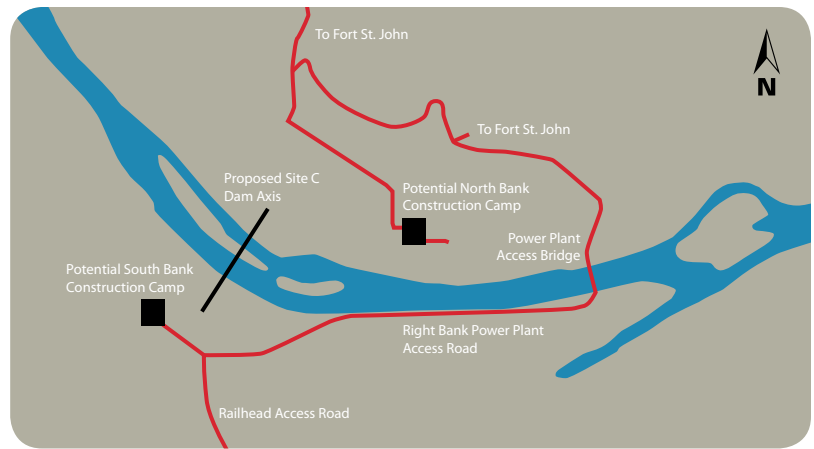 To Fort St. John
N
To Fort St. John
Proposed Site C
Dam Axis
Potential North Bank
Construction Camp
Power Plant
Access Bridge
Potential South Bank
Construction Camp
Right Bank Power Plant
Access Road
Railhead Access Road